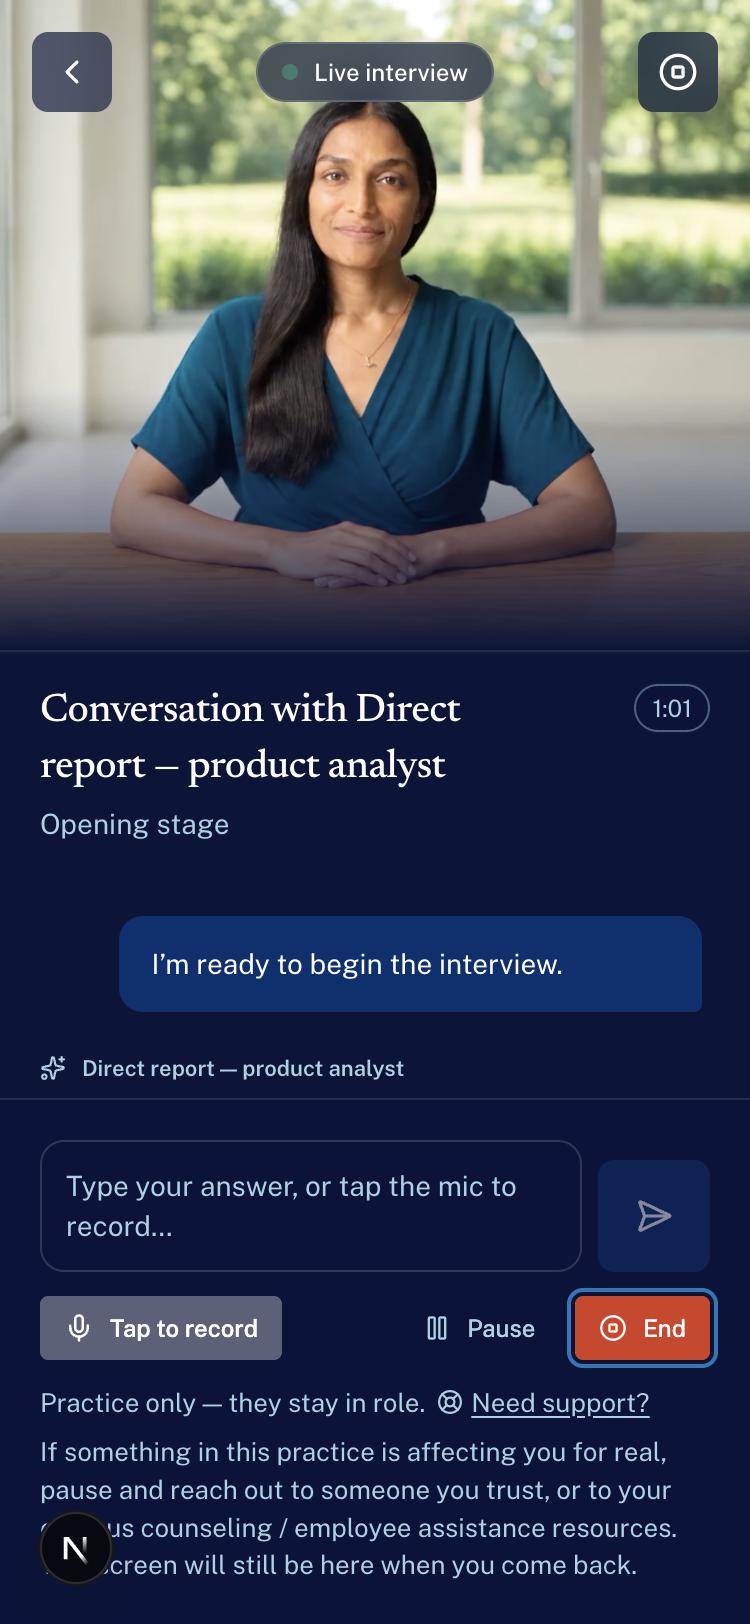 Live interview
Conversation with Direct
report — product analyst
1:01
Opening stage
I’m ready to begin the interview.
Direct report — product analyst
Type your answer, or tap the mic to
record...
Tap to record
Pause
End
Practice only — they stay in role.
Need support?
If something in this practice is affecting you for real,
pause and reach out to someone you trust, or to your
counseling / employee assistance resources.
screen will still be here when you come back.
N